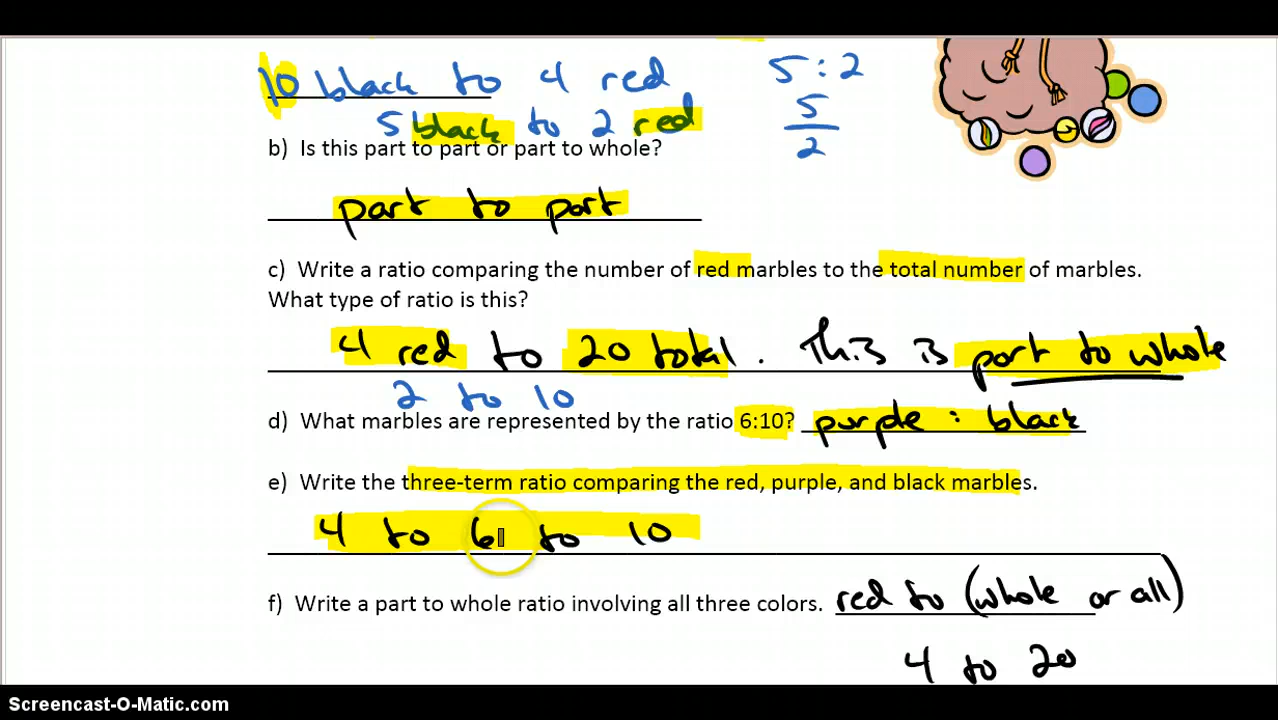 10 black to 4 red 5:2
5 black to 2 red 5/2
b) Is this part to part or part to whole?
part to part
c) Write a ratio comparing the number of red marbles to the total number of marbles.
What type of ratio is this?
4 red to 20 total. This is part to whole
2 to 10
d) What marbles are represented by the ratio 6:10? purple : black
e) Write the three-term ratio comparing the red, purple, and black marbles.
4 to 6 to 10
f) Write a part to whole ratio involving all three colors. red to (whole or all)
4 to 20
Screencast-O-Matic.com